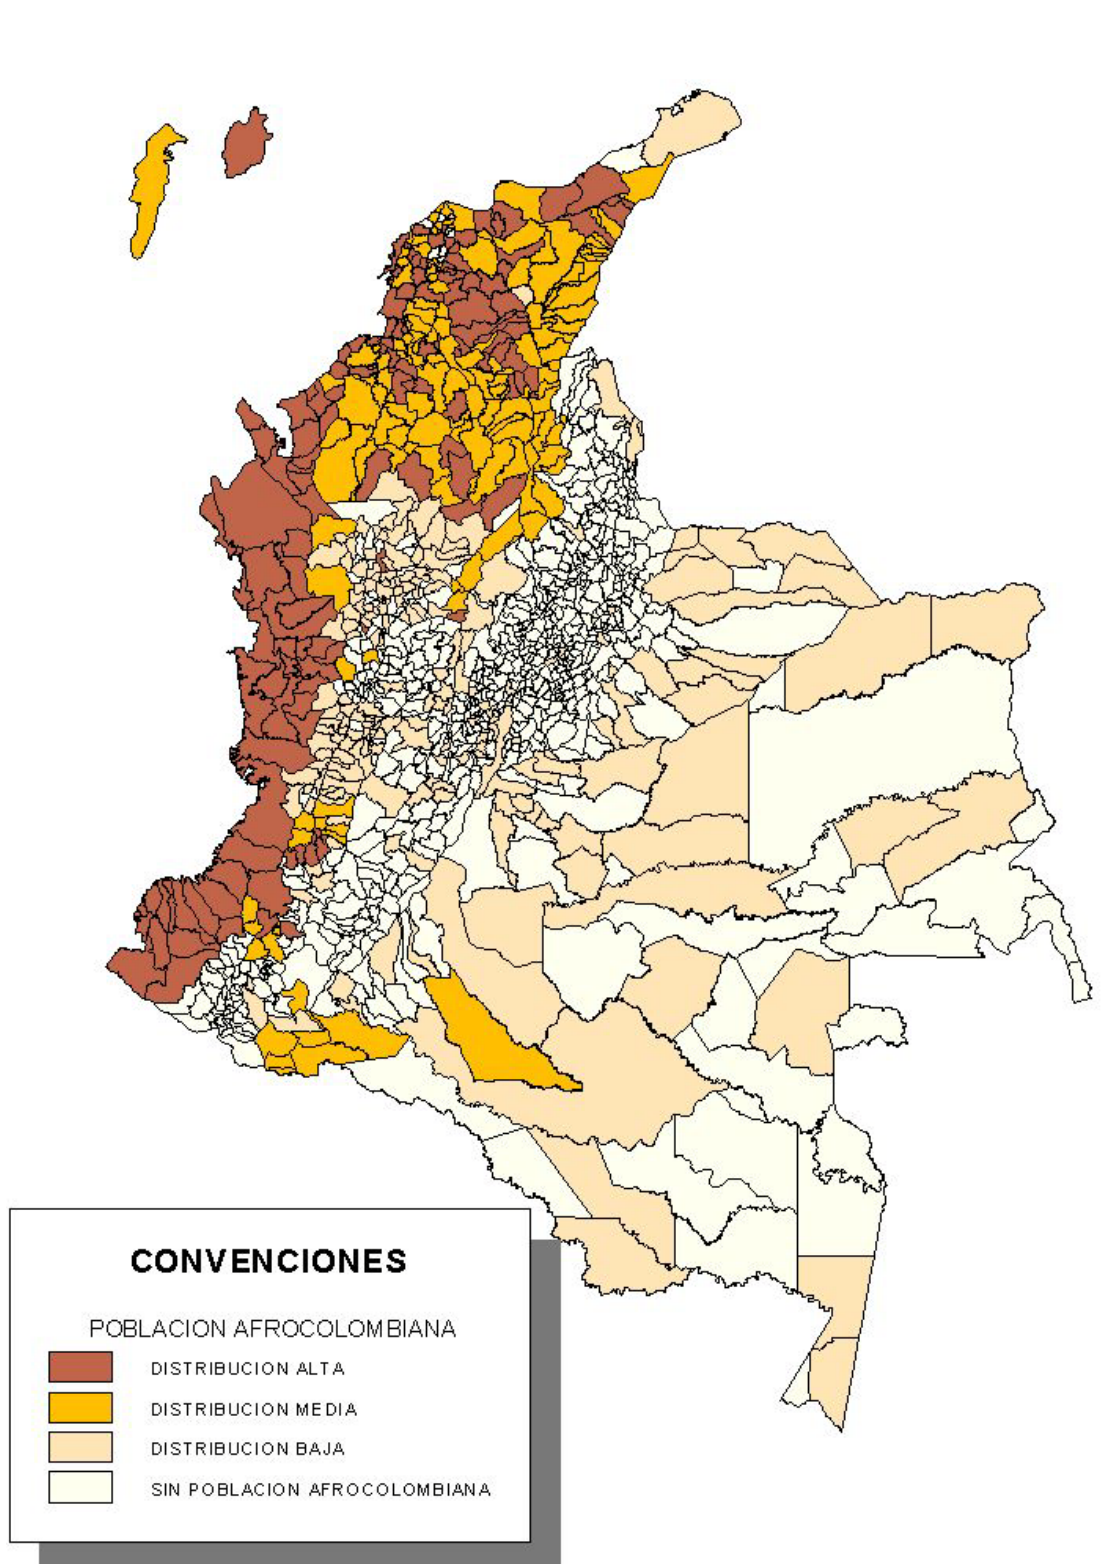 CONVENCIONES
POBLACION AFROCOLOMBIANA
DISTRIBUCION ALTA
DISTRIBUCION MEDIA
DISTRIBUCION BAJA
SIN POBLACION AFROCOLOMBIANA